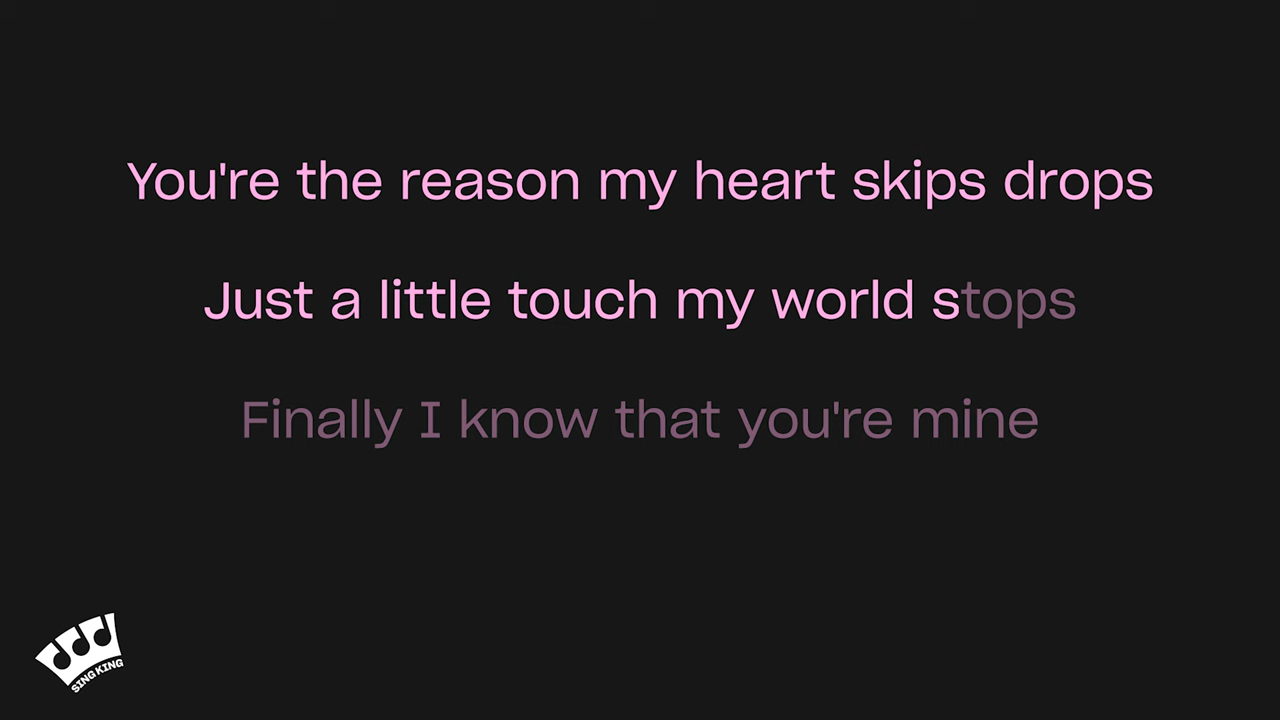 You're the reason my heart skips drops
Just a little touch my world stops
Finally I know that you're mine
SING KING